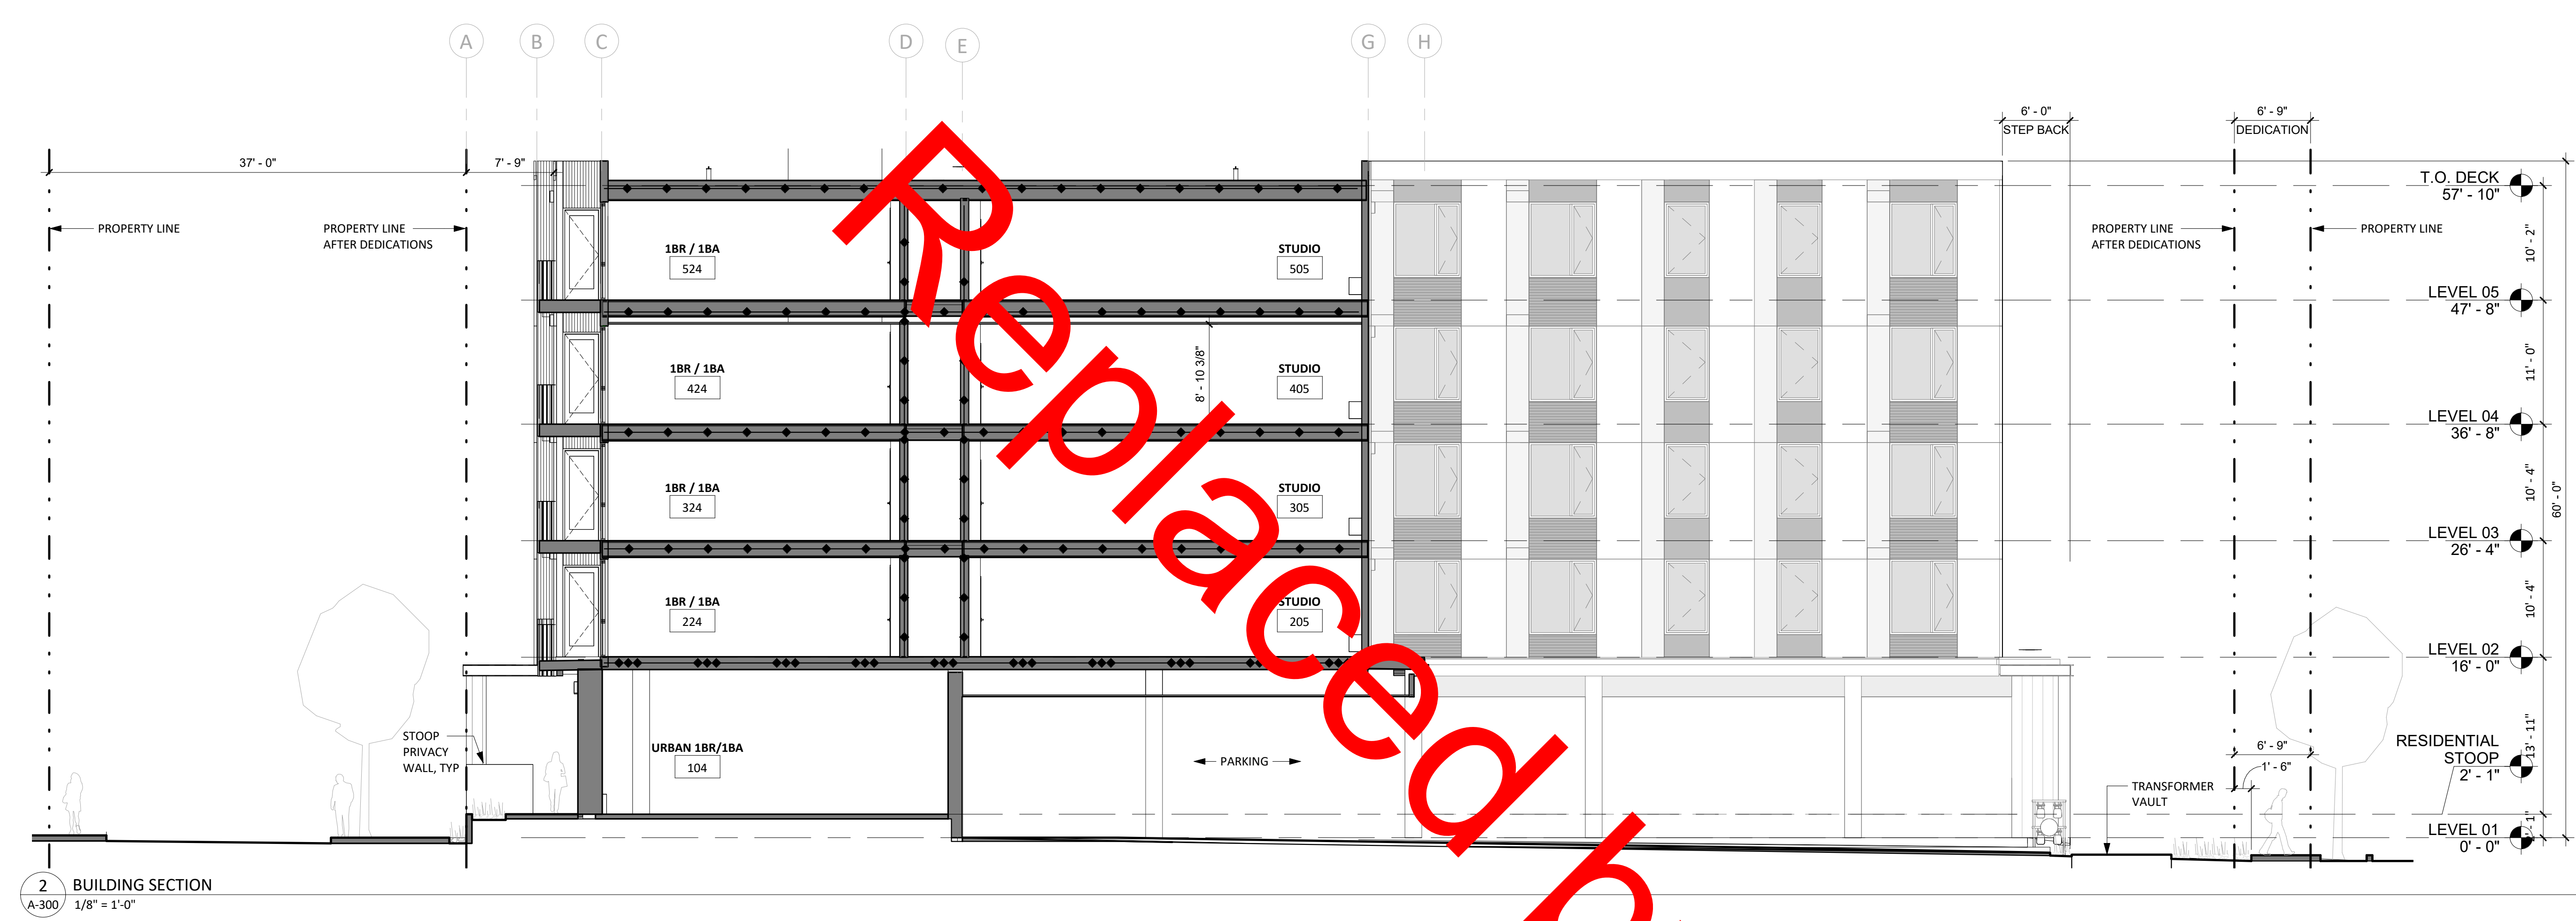 A
B
C
D
E
G
H
37' - 0"
7' - 9"
6' - 0"
STEP BACK
6' - 9"
DEDICATION
PROPERTY LINE
PROPERTY LINE
AFTER DEDICATIONS
PROPERTY LINE
AFTER DEDICATIONS
PROPERTY LINE
T.O. DECK
57' - 10"
10' - 2"
LEVEL 05
47' - 8"
11' - 0"
LEVEL 04
36' - 8"
10' - 4"
LEVEL 03
26' - 4"
10' - 4"
LEVEL 02
16' - 0"
13' - 11"
60' - 0"
RESIDENTIAL
STOOP
2' - 1"
LEVEL 01
0' - 0"
1BR / 1BA
524
STUDIO
505
1BR / 1BA
424
8' - 10 3/8"
STUDIO
405
1BR / 1BA
324
STUDIO
305
1BR / 1BA
224
STUDIO
205
URBAN 1BR/1BA
104
PARKING
STOOP
PRIVACY
WALL, TYP
6' - 9"
1' - 6"
TRANSFORMER
VAULT
Replaced
2
A-300
BUILDING SECTION
1/8" = 1'-0"